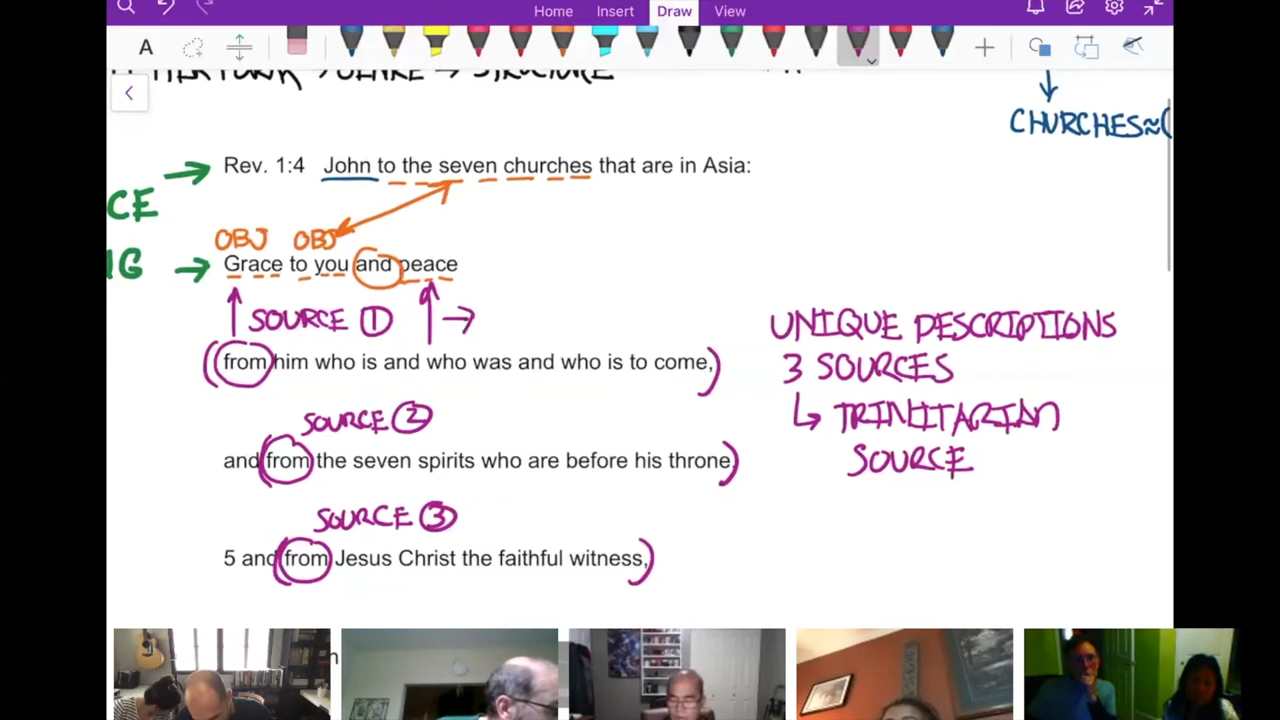 Home Insert Draw View
A
GENRE → STRUCTURE
CHURCHES≈(
→ Rev. 1:4 John to the seven churches that are in Asia:
CE
OBJ OBJ
→ Grace to you and peace
↑ SOURCE ① ↑ →
(from him who is and who was and who is to come,)
UNIQUE DESCRIPTIONS
3 SOURCES
↳ TRINITARIAN
SOURCE
SOURCE ②
and (from the seven spirits who are before his throne,)
SOURCE ③
5 and (from Jesus Christ the faithful witness,)